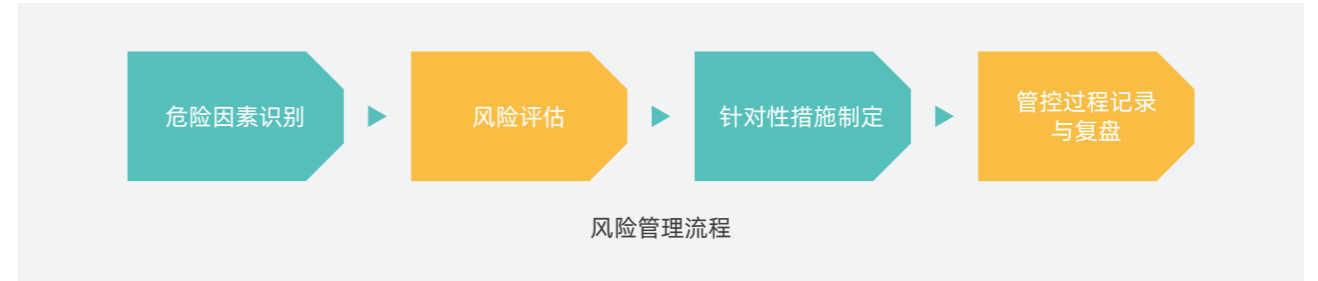 危险因素识别
风险评估
针对性措施制定
管控过程记录
与复盘
风险管理流程